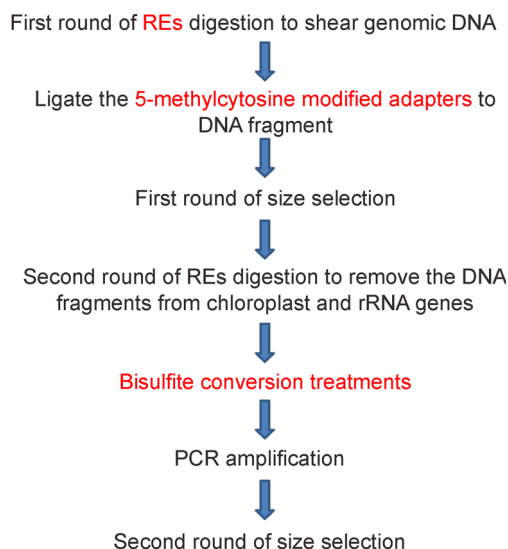 First round of REs digestion to shear genomic DNA
Ligate the 5-methylcytosine modified adapters to
DNA fragment
First round of size selection
Second round of REs digestion to remove the DNA
fragments from chloroplast and rRNA genes
Bisulfite conversion treatments
PCR amplification
Second round of size selection